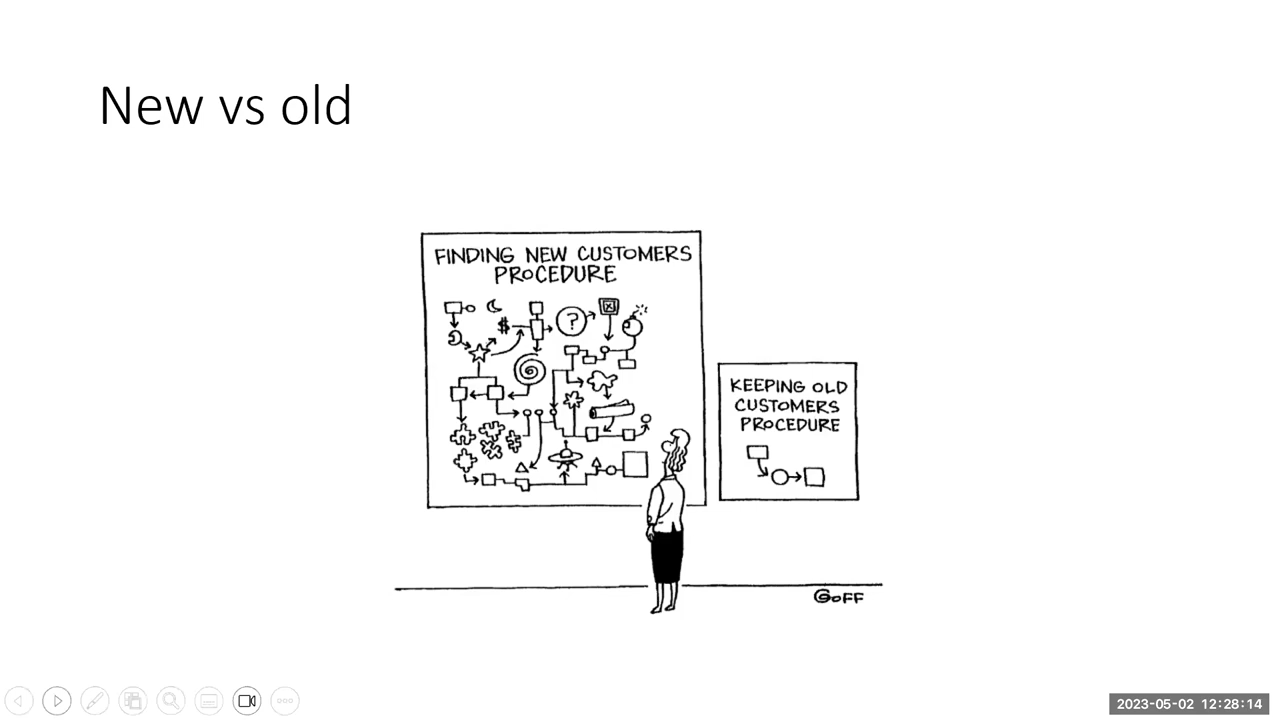 New vs old
FINDING NEW CUSTOMERS
PROCEDURE
$
?
X
KEEPING OLD
CUSTOMERS
PROCEDURE
GOFF
2023-05-02 12:28:14